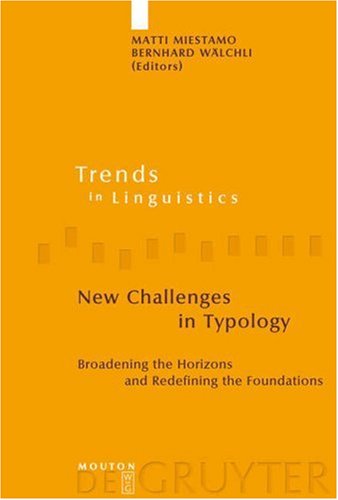 MATTI MIESTAMO
BERNHARD WÄLCHLI
(Editors)
Trends
in Linguistics
New Challenges
in Typology
Broadening the Horizons
and Redefining the Foundations
MOUTON
DE GRUYTER